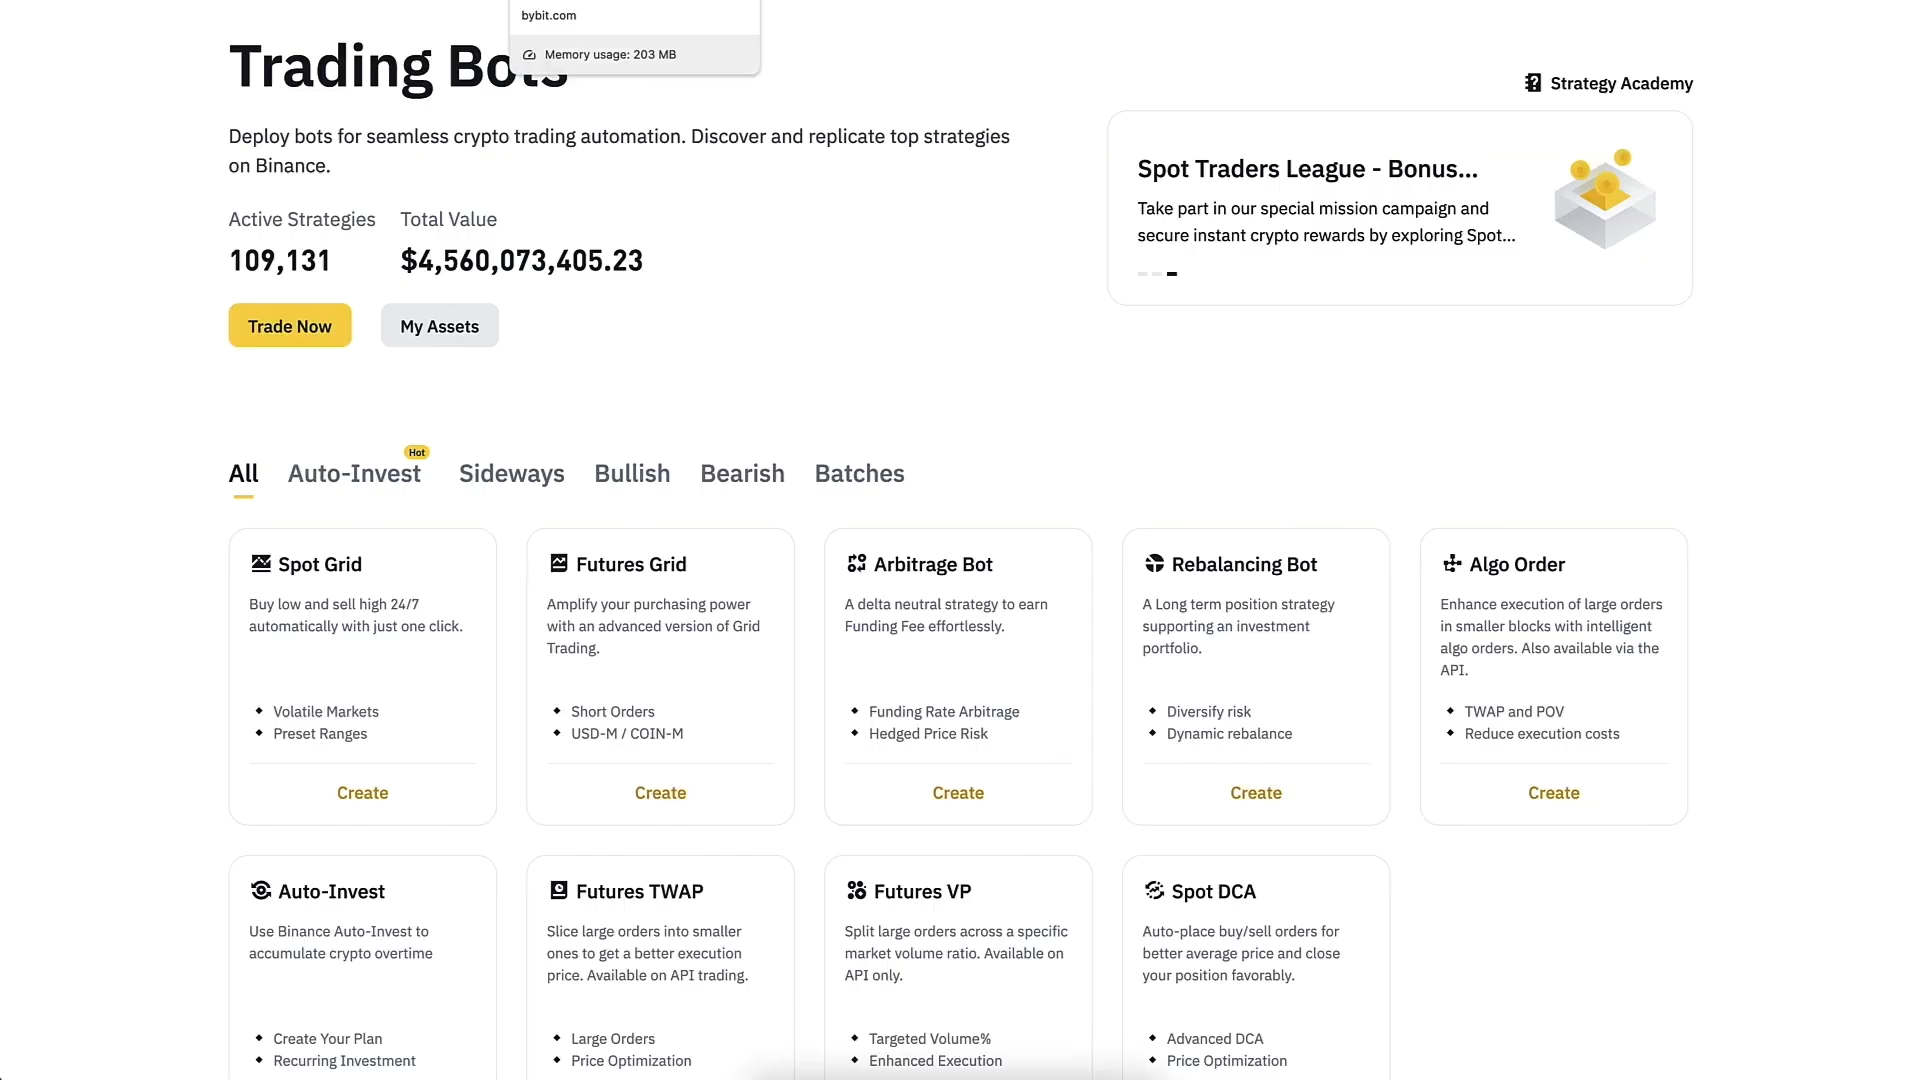 bybit.com
Memory usage: 203 MB
Trading Bots
Deploy bots for seamless crypto trading automation. Discover and replicate top strategies
on Binance.
Active Strategies Total Value
109,131 $4,560,073,405.23
Trade Now My Assets
Strategy Academy
Spot Traders League - Bonus...
Take part in our special mission campaign and
secure instant crypto rewards by exploring Spot...
Hot
All Auto-Invest Sideways Bullish Bearish Batches
Spot Grid
Buy low and sell high 24/7
automatically with just one click.
Volatile Markets
Preset Ranges
Create
Futures Grid
Amplify your purchasing power
with an advanced version of Grid
Trading.
Short Orders
USD-M / COIN-M
Create
Arbitrage Bot
A delta neutral strategy to earn
Funding Fee effortlessly.
Funding Rate Arbitrage
Hedged Price Risk
Create
Rebalancing Bot
A Long term position strategy
supporting an investment
portfolio.
Diversify risk
Dynamic rebalance
Create
Algo Order
Enhance execution of large orders
in smaller blocks with intelligent
algo orders. Also available via the
API.
TWAP and POV
Reduce execution costs
Create
Auto-Invest
Use Binance Auto-Invest to
accumulate crypto overtime
Create Your Plan
Recurring Investment
Futures TWAP
Slice large orders into smaller
ones to get a better execution
price. Available on API trading.
Large Orders
Price Optimization
Futures VP
Split large orders across a specific
market volume ratio. Available on
API only.
Targeted Volume%
Enhanced Execution
Spot DCA
Auto-place buy/sell orders for
better average price and close
your position favorably.
Advanced DCA
Price Optimization